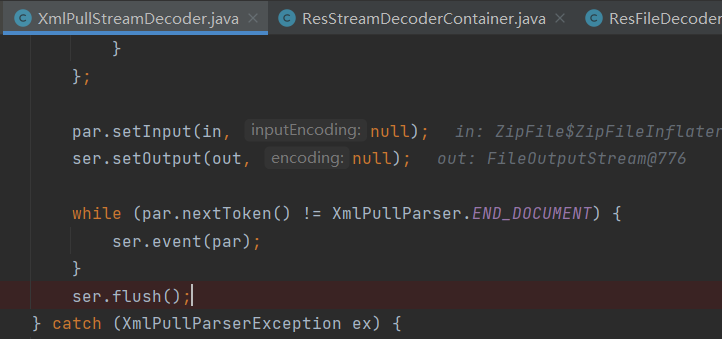 XmlPullStreamDecoder.java × ResStreamDecoderContainer.java × ResFileDecoder
}
};
par.setInput(in, inputEncoding: null); in: ZipFile$ZipFileInflater
ser.setOutput(out, encoding: null); out: FileOutputStream@776
while (par.nextToken() != XmlPullParser.END_DOCUMENT) {
ser.event(par);
}
ser.flush();
} catch (XmlPullParserException ex) {